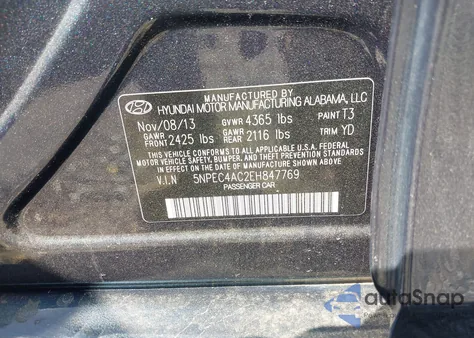 MANUFACTURED BY
HYUNDAI MOTOR MANUFACTURING ALABAMA, LLC
Nov/08/13 GVWR 4365 lbs PAINT T3
GAWR FRONT 2425 lbs GAWR REAR 2116 lbs TRIM YD
THIS VEHICLE CONFORMS TO ALL APPLICABLE U.S.A FEDERAL
MOTOR VEHICLE SAFETY, BUMPER, AND THEFT PREVENTION STANDARDS
IN EFFECT ON THE DATE OF MANUFACTURE SHOWN ABOVE.
V.I.N 5NPEC4AC2EH847769
PASSENGER CAR
autoSnap